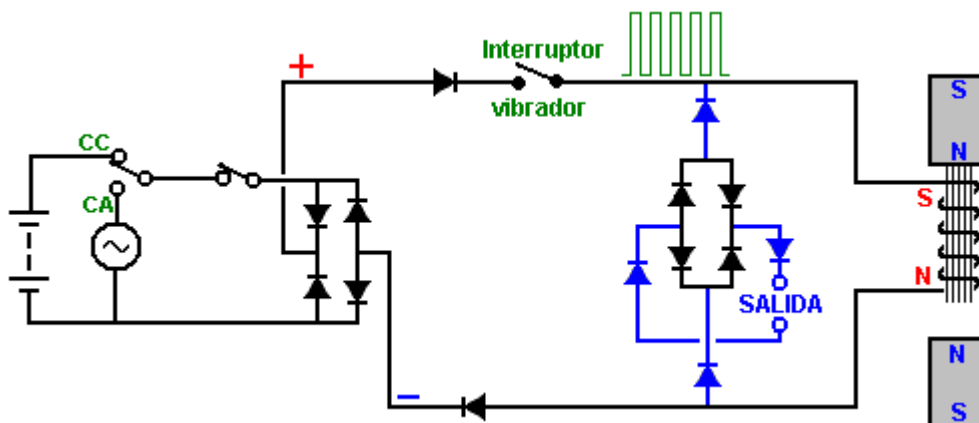 +
Interruptor
vibrador
S
N
CC
CA
S
N
SALIDA
−
N
S